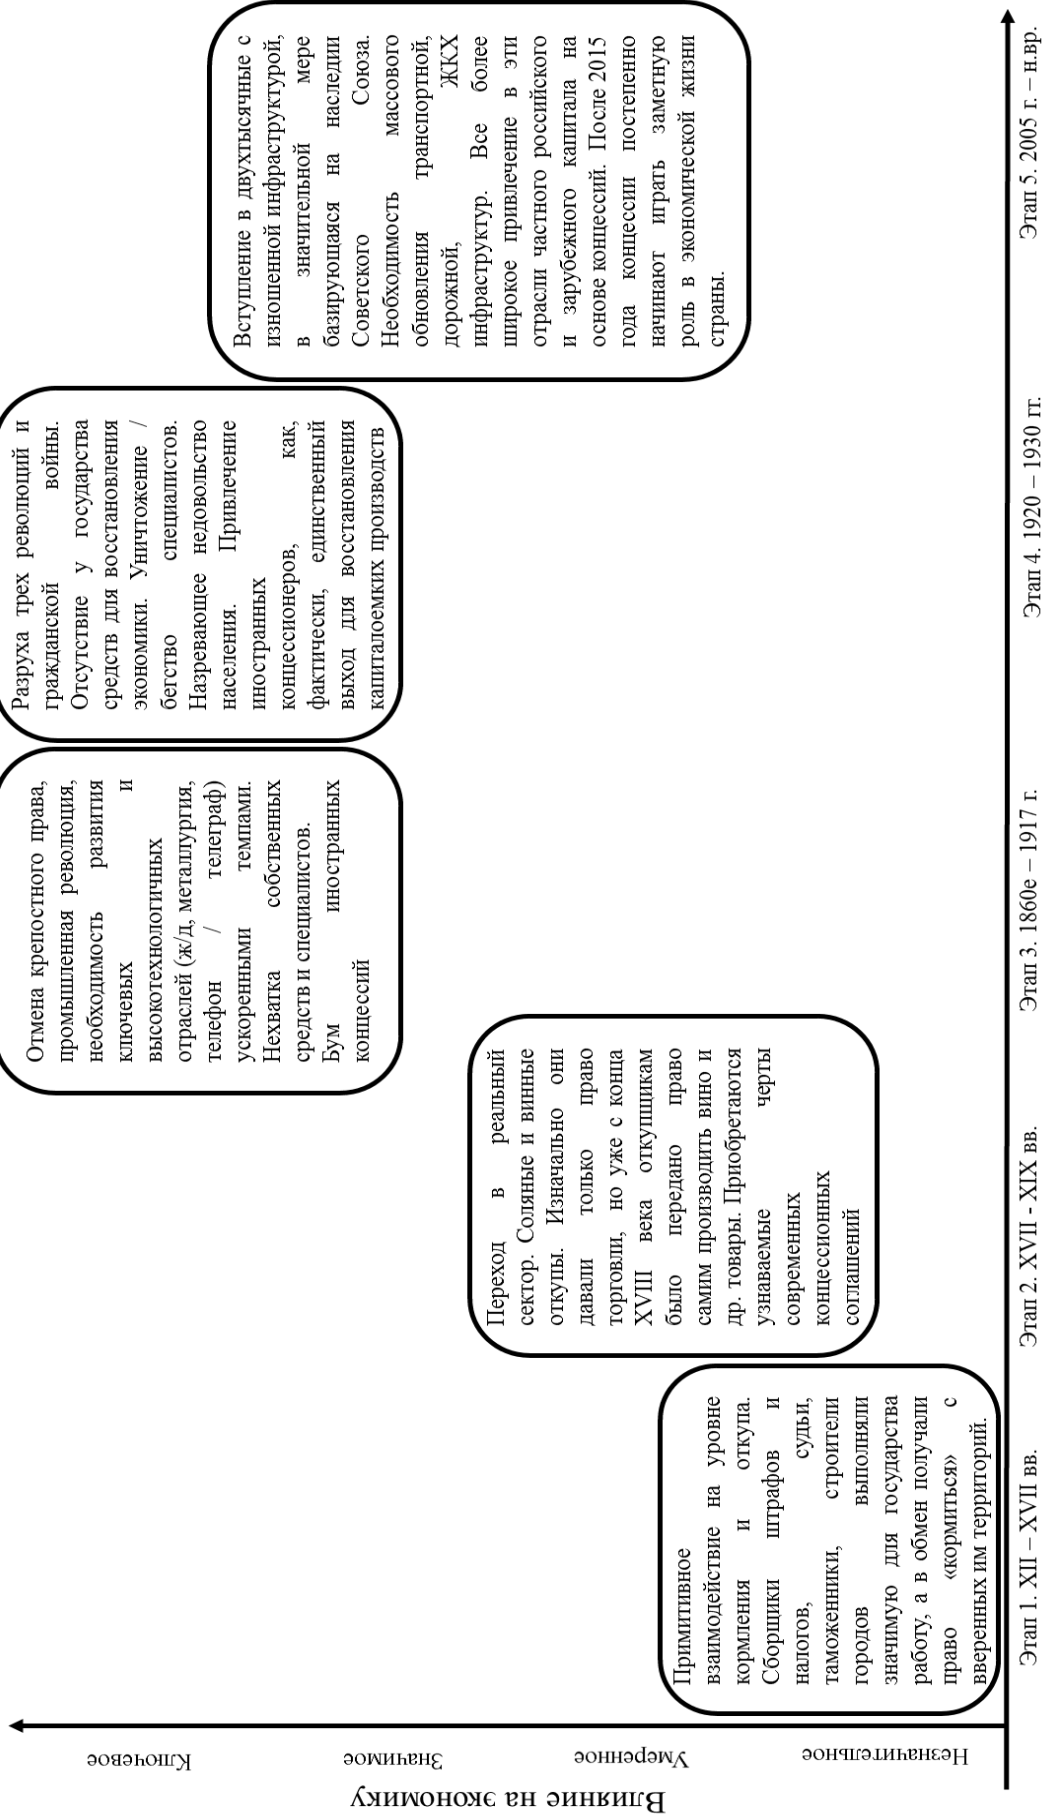 Влияние на экономику
Ключевое
Значимое
Умеренное
Незначительное
Примитивное
взаимодействие на уровне
кормления и откупа.
Сборщики штрафов и
налогов, судьи,
таможенники, строители
городов выполняли
значимую для государства
работу, а в обмен получали
право «кормиться» с
вверенных им территорий.
Переход в реальный
сектор. Соляные и винные
откупы. Изначально они
давали только право
торговли, но уже с конца
XVIII века откупщикам
было передано право
самим производить вино и
др. товары. Приобретаются
узнаваемые черты
современных
концессионных
соглашений
Отмена крепостного права,
промышленная революция,
необходимость развития
ключевых и
высокотехнологичных
отраслей (ж/д, металлургия,
телефон / телеграф)
ускоренными темпами.
Нехватка собственных
средств и специалистов.
Бум иностранных
концессий
Разруха трех революций и
гражданской войны.
Отсутствие у государства
средств для восстановления
экономики. Уничтожение /
бегство специалистов.
Назревающее недовольство
населения. Привлечение
иностранных
концессионеров, как,
фактически, единственный
выход для восстановления
капиталоемких производств
Вступление в двухтысячные с
изношенной инфраструктурой,
в значительной мере
базирующаяся на наследии
Советского Союза.
Необходимость массового
обновления транспортной,
дорожной, ЖКХ
инфраструктур. Все более
широкое привлечение в эти
отрасли частного российского
и зарубежного капитала на
основе концессий. После 2015
года концессии постепенно
начинают играть заметную
роль в экономической жизни
страны.
Этап 1. XII – XVII вв.
Этап 2. XVII - XIX вв.
Этап 3. 1860е – 1917 г.
Этап 4. 1920 – 1930 гг.
Этап 5. 2005 г. – н.вр.